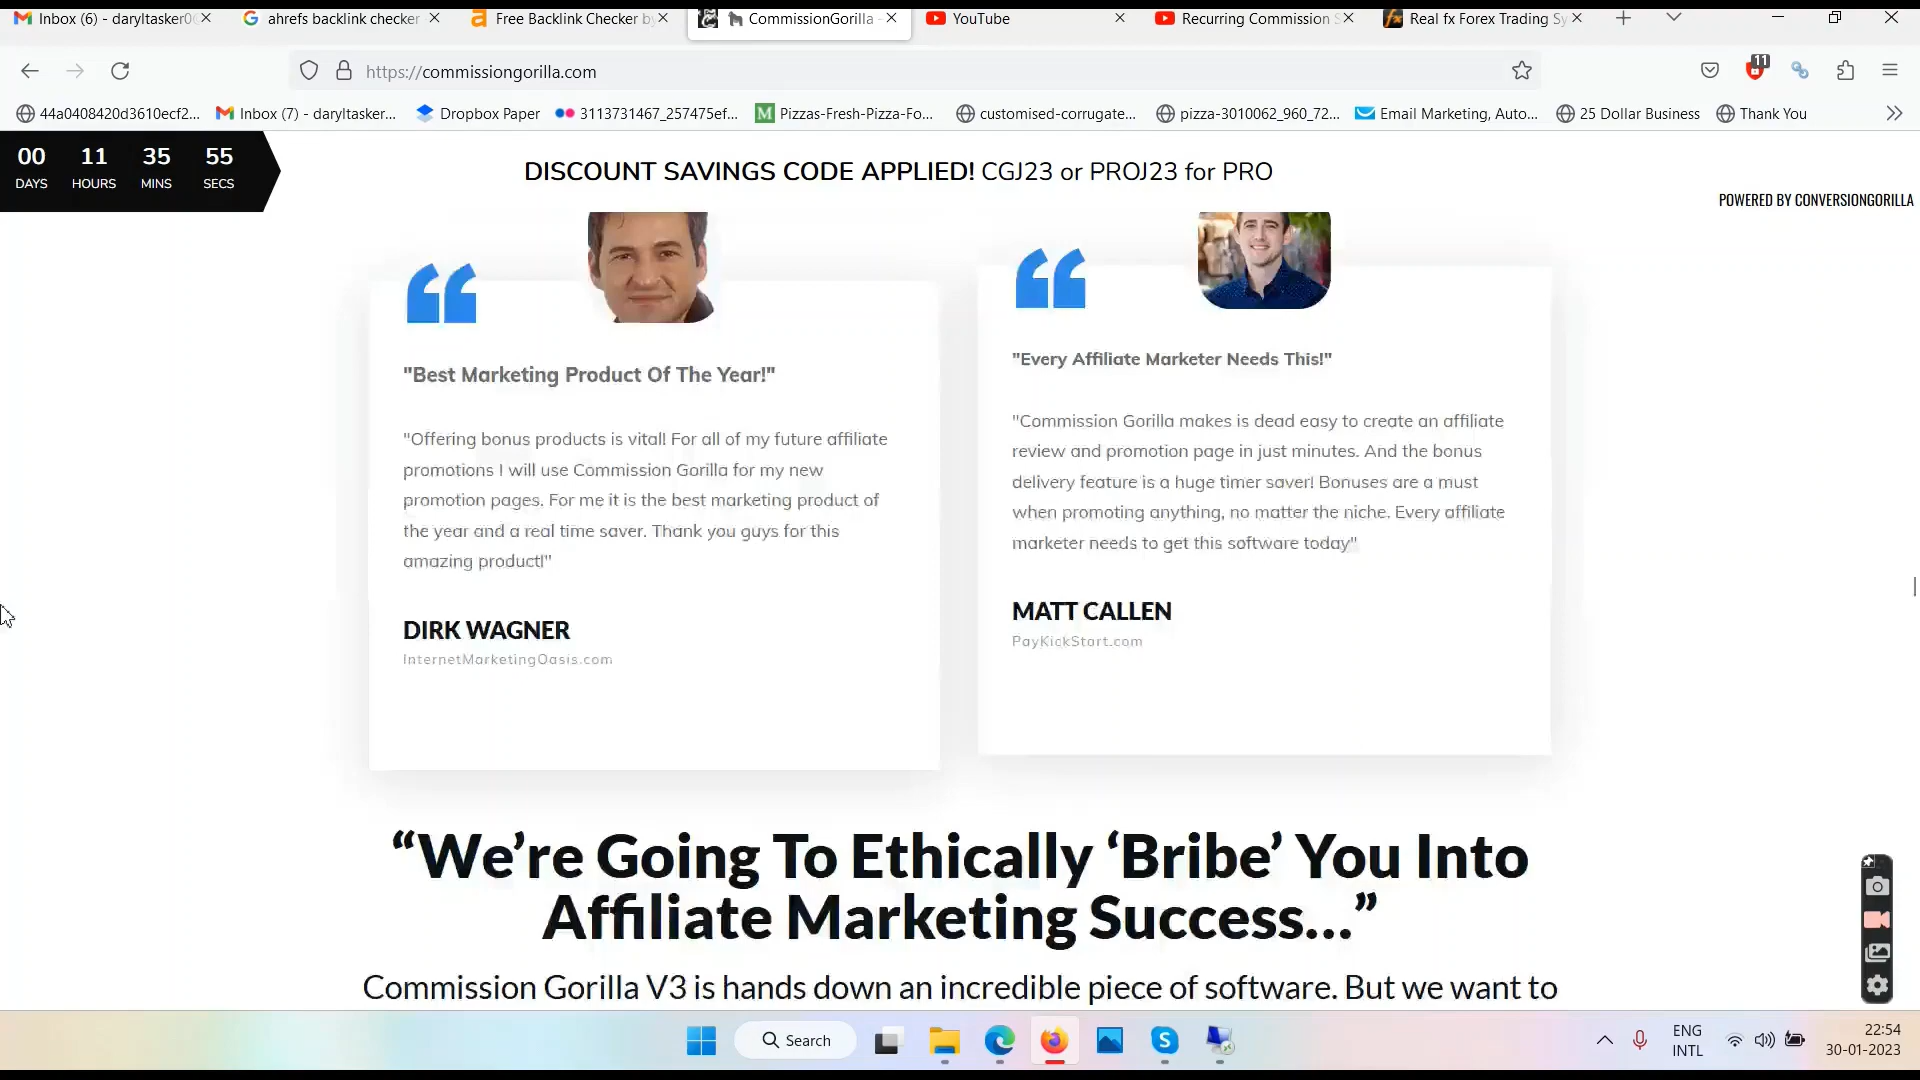 Inbox (6) - daryltasker0
ahrefs backlink checker
Free Backlink Checker by
CommissionGorilla -
YouTube
Recurring Commission S
Real fx Forex Trading Sy
https://commissiongorilla.com
11
44a0408420d3610ecf2...
Inbox (7) - daryltasker...
Dropbox Paper
3113731467_257475ef...
M
Pizzas-Fresh-Pizza-Fo...
customised-corrugate...
pizza-3010062_960_72...
Email Marketing, Auto...
25 Dollar Business
Thank You
00 11 35 55
DAYS HOURS MINS SECS
DISCOUNT SAVINGS CODE APPLIED! CGJ23 or PROJ23 for PRO
POWERED BY CONVERSIONGORILLA
"Best Marketing Product Of The Year!"
"Offering bonus products is vital! For all of my future affiliate
promotions I will use Commission Gorilla for my new
promotion pages. For me it is the best marketing product of
the year and a real time saver. Thank you guys for this
amazing product!"
DIRK WAGNER
InternetMarketingOasis.com
"Every Affiliate Marketer Needs This!"
"Commission Gorilla makes is dead easy to create an affiliate
review and promotion page in just minutes. And the bonus
delivery feature is a huge timer saver! Bonuses are a must
when promoting anything, no matter the niche. Every affiliate
marketer needs to get this software today"
MATT CALLEN
PayKickStart.com
“We’re Going To Ethically ‘Bribe’ You Into
Affiliate Marketing Success...”
Commission Gorilla V3 is hands down an incredible piece of software. But we want to
Search
ENG
INTL
22:54
30-01-2023